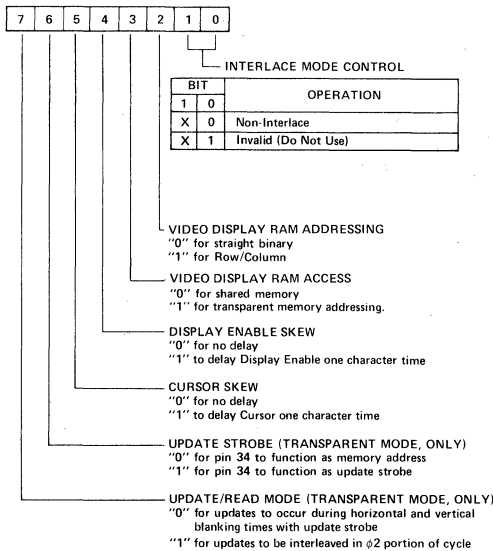 7 6 5 4 3 2 1 0
INTERLACE MODE CONTROL
BIT OPERATION
1 0
X 0 Non-Interlace
X 1 Invalid (Do Not Use)
VIDEO DISPLAY RAM ADDRESSING
"0" for straight binary
"1" for Row/Column
VIDEO DISPLAY RAM ACCESS
"0" for shared memory
"1" for transparent memory addressing.
DISPLAY ENABLE SKEW
"0" for no delay
"1" to delay Display Enable one character time
CURSOR SKEW
"0" for no delay
"1" to delay Cursor one character time
UPDATE STROBE (TRANSPARENT MODE, ONLY)
"0" for pin 34 to function as memory address
"1" for pin 34 to function as update strobe
UPDATE/READ MODE (TRANSPARENT MODE, ONLY)
"0" for updates to occur during horizontal and vertical
blanking times with update strobe
"1" for updates to be interleaved in ϕ2 portion of cycle